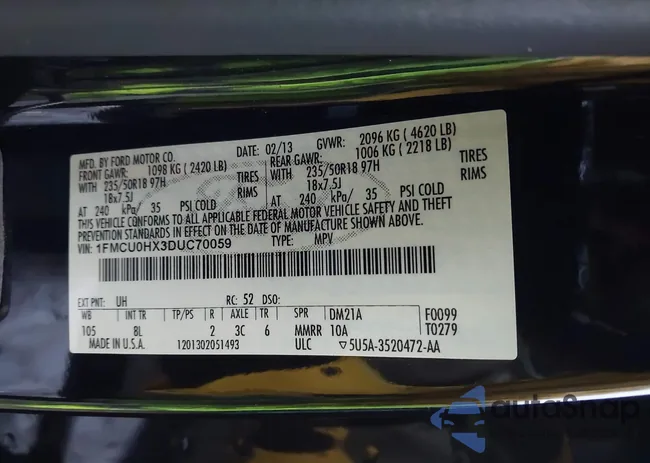 MFD. BY FORD MOTOR CO.
DATE: 02/13 GVWR: 2096 KG ( 4620 LB)
FRONT GAWR: 1098 KG ( 2420 LB) REAR GAWR: 1006 KG ( 2218 LB)
WITH 235/50R18 97H TIRES WITH 235/50R18 97H TIRES
18x7.5J RIMS 18x7.5J RIMS
AT 240 kPa/ 35 PSI COLD AT 240 kPa/ 35 PSI COLD
THIS VEHICLE CONFORMS TO ALL APPLICABLE FEDERAL MOTOR VEHICLE SAFETY AND THEFT
PREVENTION STANDARDS IN EFFECT ON THE DATE OF MANUFACTURE SHOWN ABOVE.
VIN: 1FMCU0HX3DUC70059 TYPE: MPV
EXT PNT: UH RC: 52 DSO:
WB INT TR TP/PS R AXLE TR SPR DM21A F0099
105 8L 2 3C 6 MMRR 10A T0279
MADE IN U.S.A. 1201302051493 ULC ▽5U5A-3520472-AA
autoSnap